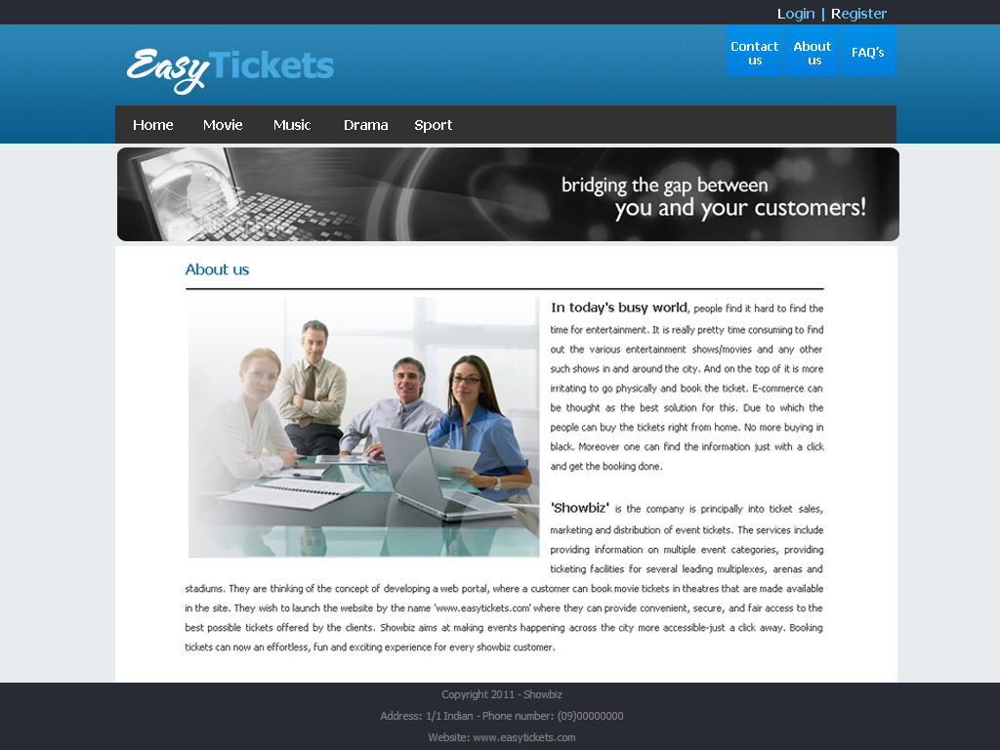 Login | Register
EasyTickets
Contact us
About us
FAQ's
Home Movie Music Drama Sport
bridging the gap between
you and your customers!
About us
In today's busy world, people find it hard to find the
time for entertainment. It is really pretty time consuming to find
out the various entertainment shows/movies and any other
such shows in and around the city. And on the top of it is more
irritating to go physically and book the ticket. E-commerce can
be thought as the best solution for this. Due to which the
people can buy the tickets right from home. No more buying in
black. Moreover one can find the information just with a click
and get the booking done.
'Showbiz' is the company is principally into ticket sales,
marketing and distribution of event tickets. The services include
providing information on multiple event categories, providing
ticketing facilities for several leading multiplexes, arenas and
stadiums. They are thinking of the concept of developing a web portal, where a customer can book movie tickets in theatres that are made available
in the site. They wish to launch the website by the name 'www.easytickets.com' where they can provide convenient, secure, and fair access to the
best possible tickets offered by the clients. Showbiz aims at making events happening across the city more accessible-just a click away. Booking
tickets can now an effortless, fun and exciting experience for every showbiz customer.
Copyright 2011 - Showbiz
Address: 1/1 Indian - Phone number: (09)00000000
Website: www.easytickets.com